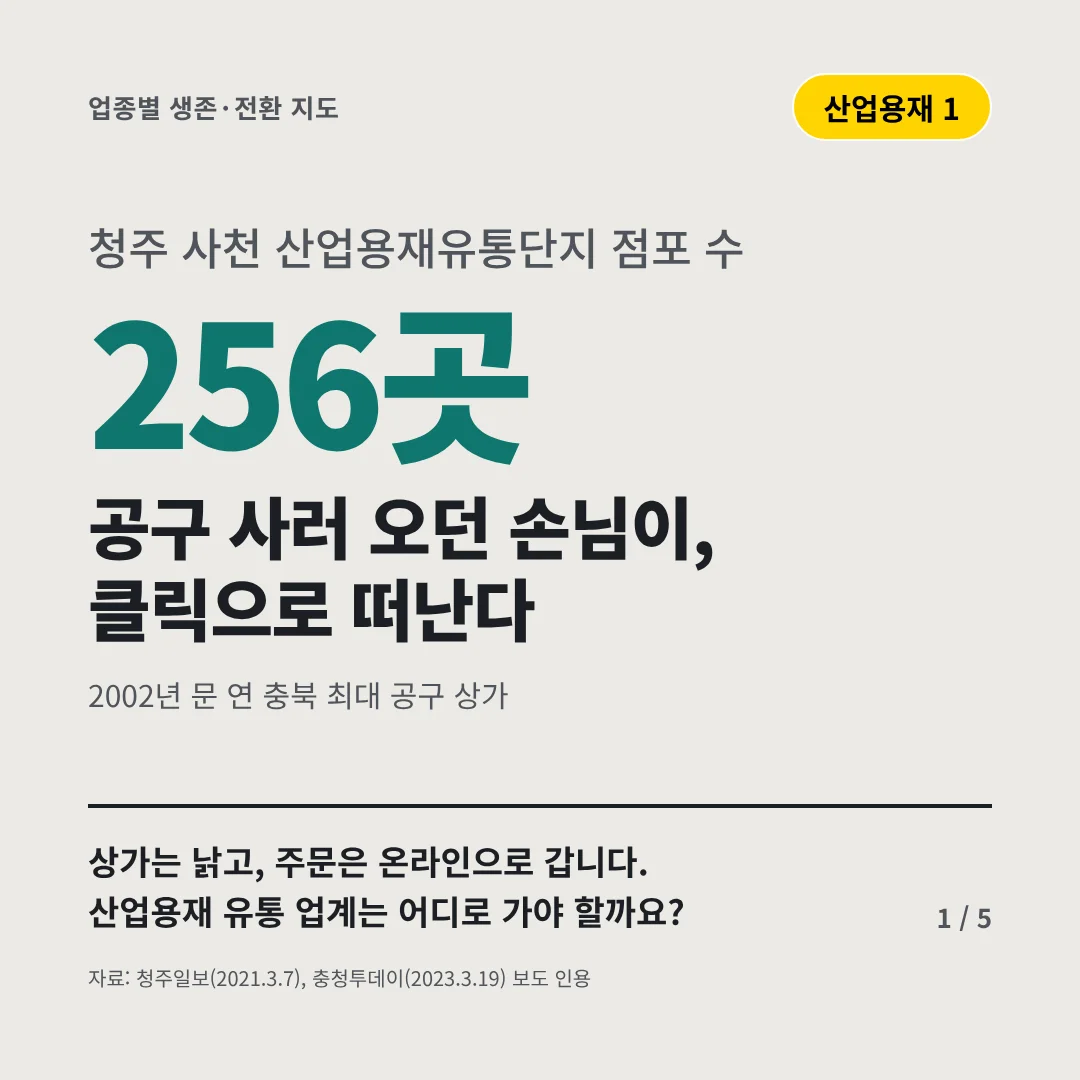 업종별 생존·전환 지도
산업용재 1
청주 사천 산업용재유통단지 점포 수
256곳
공구 사러 오던 손님이,
클릭으로 떠난다
2002년 문 연 충북 최대 공구 상가
상가는 낡고, 주문은 온라인으로 갑니다.
산업용재 유통 업계는 어디로 가야 할까요?
1 / 5
자료: 청주일보(2021.3.7), 충청투데이(2023.3.19) 보도 인용